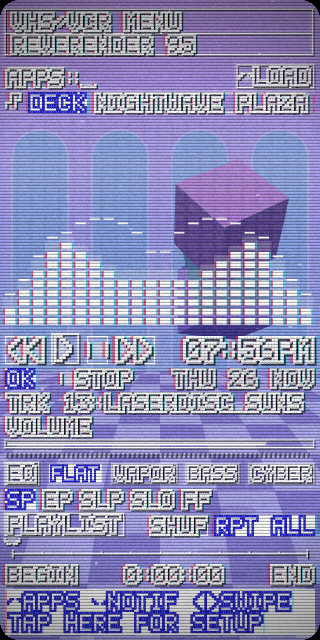 VHS/VCR MENU
REWERENDER 95
APPS::_ LOAD
DECK NIGHTWAVE PLAZA
07:56PM
OK STOP THU 26 NOV
TRK 13:LASERDISC SUNS
VOLUME
EQ FLAT VAPOR BASS CYBER
SP EP SLP SLO FF
PLAYLIST SHUF RPT ALL
BEGIN 0:00:00 END
APPS NOTIF SWIPE
TAP HERE FOR SETUP